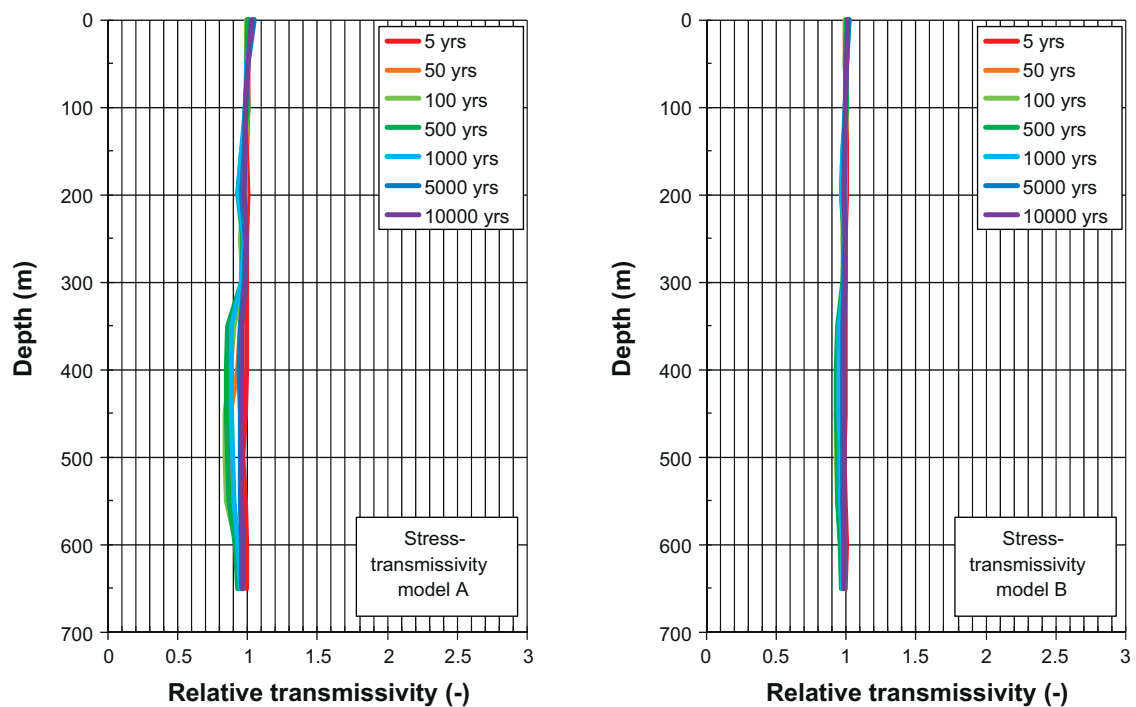 0
100
200
300
400
500
600
700
Depth (m)
5 yrs
50 yrs
100 yrs
500 yrs
1000 yrs
5000 yrs
10000 yrs
Stress-
transmissivity
model A
0 0.5 1 1.5 2 2.5 3
Relative transmissivity (-)
0
100
200
300
400
500
600
700
Depth (m)
5 yrs
50 yrs
100 yrs
500 yrs
1000 yrs
5000 yrs
10000 yrs
Stress-
transmissivity
model B
0 0.5 1 1.5 2 2.5 3
Relative transmissivity (-)